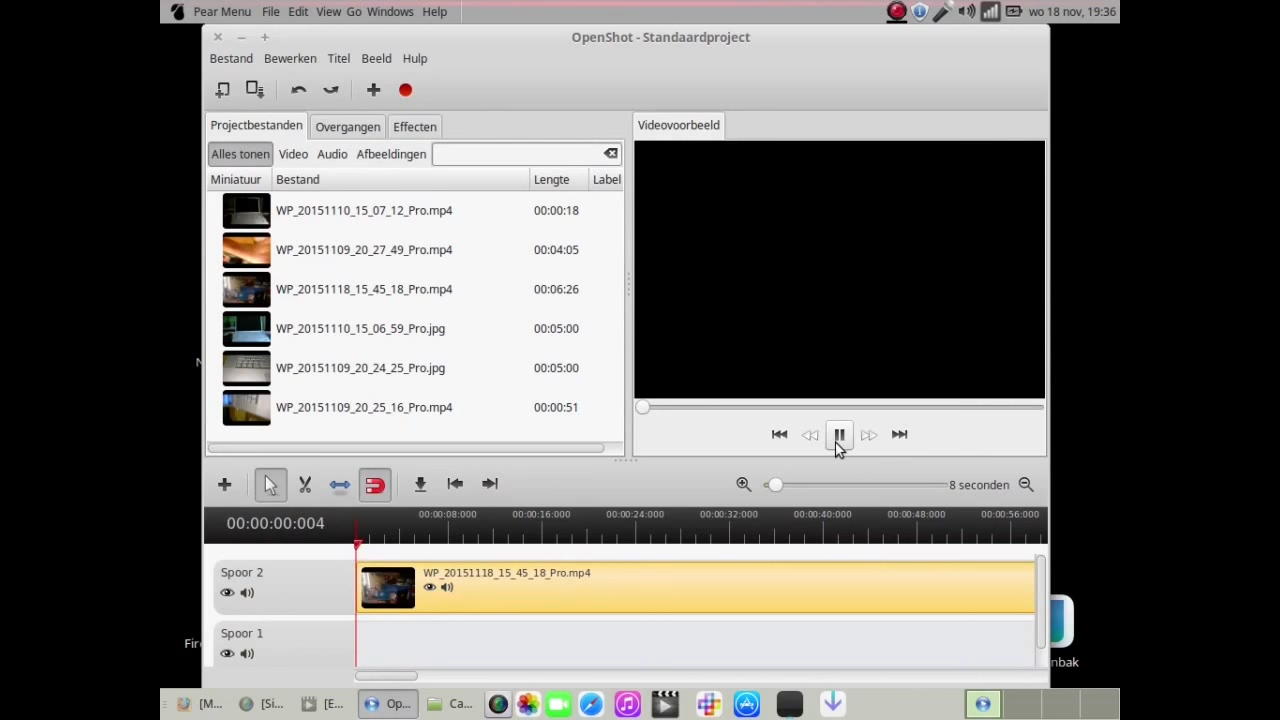 Pear Menu File Edit View Go Windows Help wo 18 nov, 19:36
OpenShot - Standaardproject
Bestand Bewerken Titel Beeld Hulp
Projectbestanden Overgangen Effecten
Videovoorbeeld
Alles tonen Video Audio Afbeeldingen
Miniatuur Bestand Lengte Label
WP_20151110_15_07_12_Pro.mp4 00:00:18
WP_20151109_20_27_49_Pro.mp4 00:04:05
WP_20151118_15_45_18_Pro.mp4 00:06:26
WP_20151110_15_06_59_Pro.jpg 00:05:00
WP_20151109_20_24_25_Pro.jpg 00:05:00
WP_20151109_20_25_16_Pro.mp4 00:00:51
8 seconden
00:00:00:004
00:00:08:000 00:00:16:000 00:00:24:000 00:00:32:000 00:00:40:000 00:00:48:000 00:00:56:000
Spoor 2
WP_20151118_15_45_18_Pro.mp4
Spoor 1
Fir
nbak
[M... [Si... [E... Op... Ca...